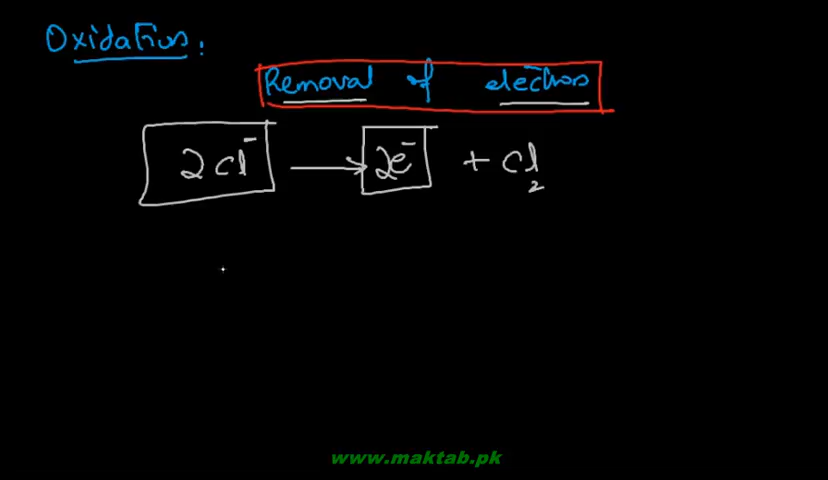 Oxidation:
Removal of electrons
2Cl⁻ → 2e⁻ + Cl₂
www.maktab.pk